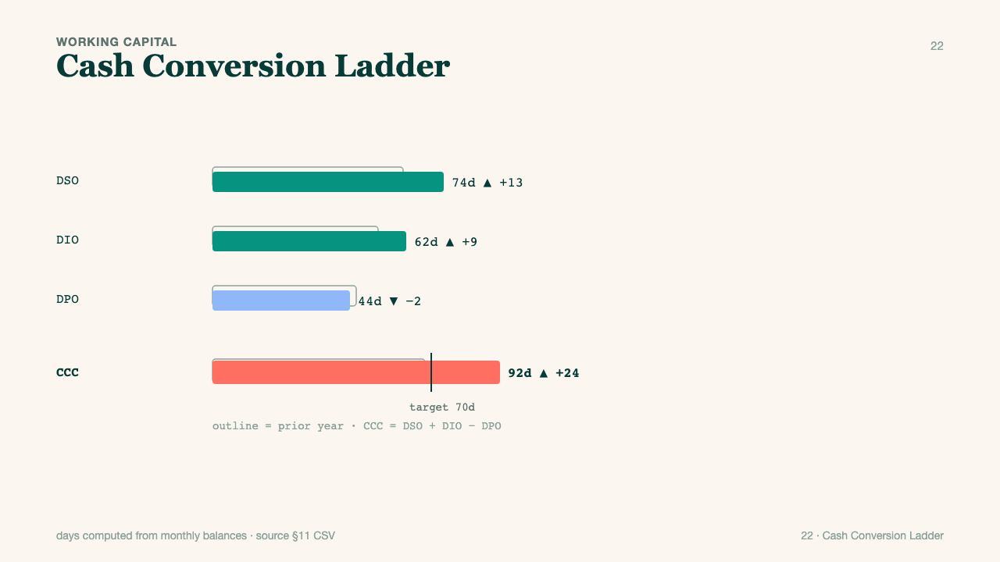 WORKING CAPITAL
22
Cash Conversion Ladder
DSO
74d ▲ +13
DIO
62d ▲ +9
DPO
44d ▼ −2
CCC
92d ▲ +24
target 70d
outline = prior year · CCC = DSO + DIO − DPO
days computed from monthly balances · source §11 CSV
22 · Cash Conversion Ladder